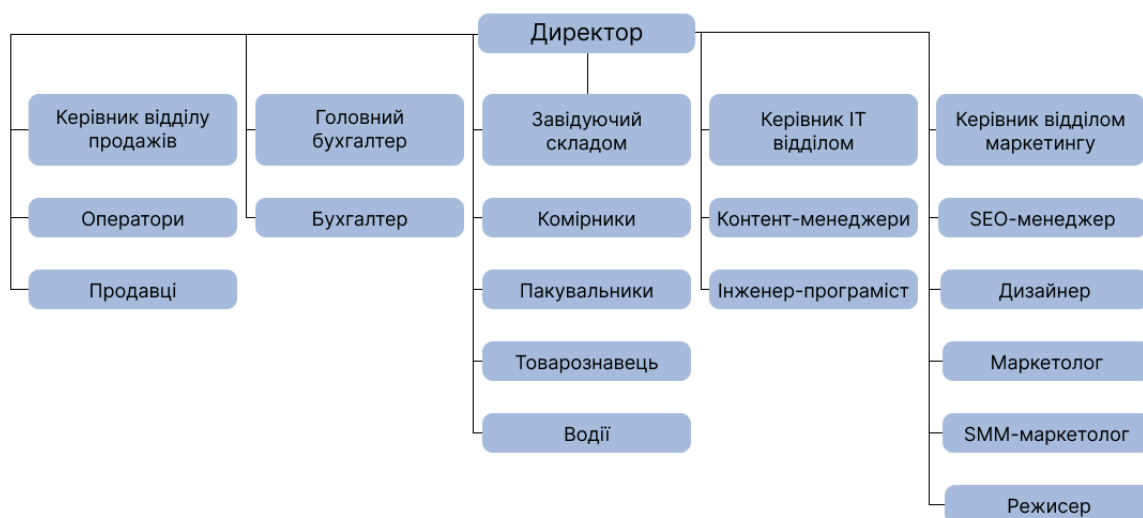 Директор
Керівник відділу
продажів
Головний
бухгалтер
Завідуючий
складом
Керівник ІТ
відділом
Керівник відділом
маркетингу
Оператори
Бухгалтер
Комірники
Контент-менеджери
SEO-менеджер
Продавці
Пакувальники
Інженер-програміст
Дизайнер
Товарознавець
Маркетолог
Водії
SMM-маркетолог
Режисер